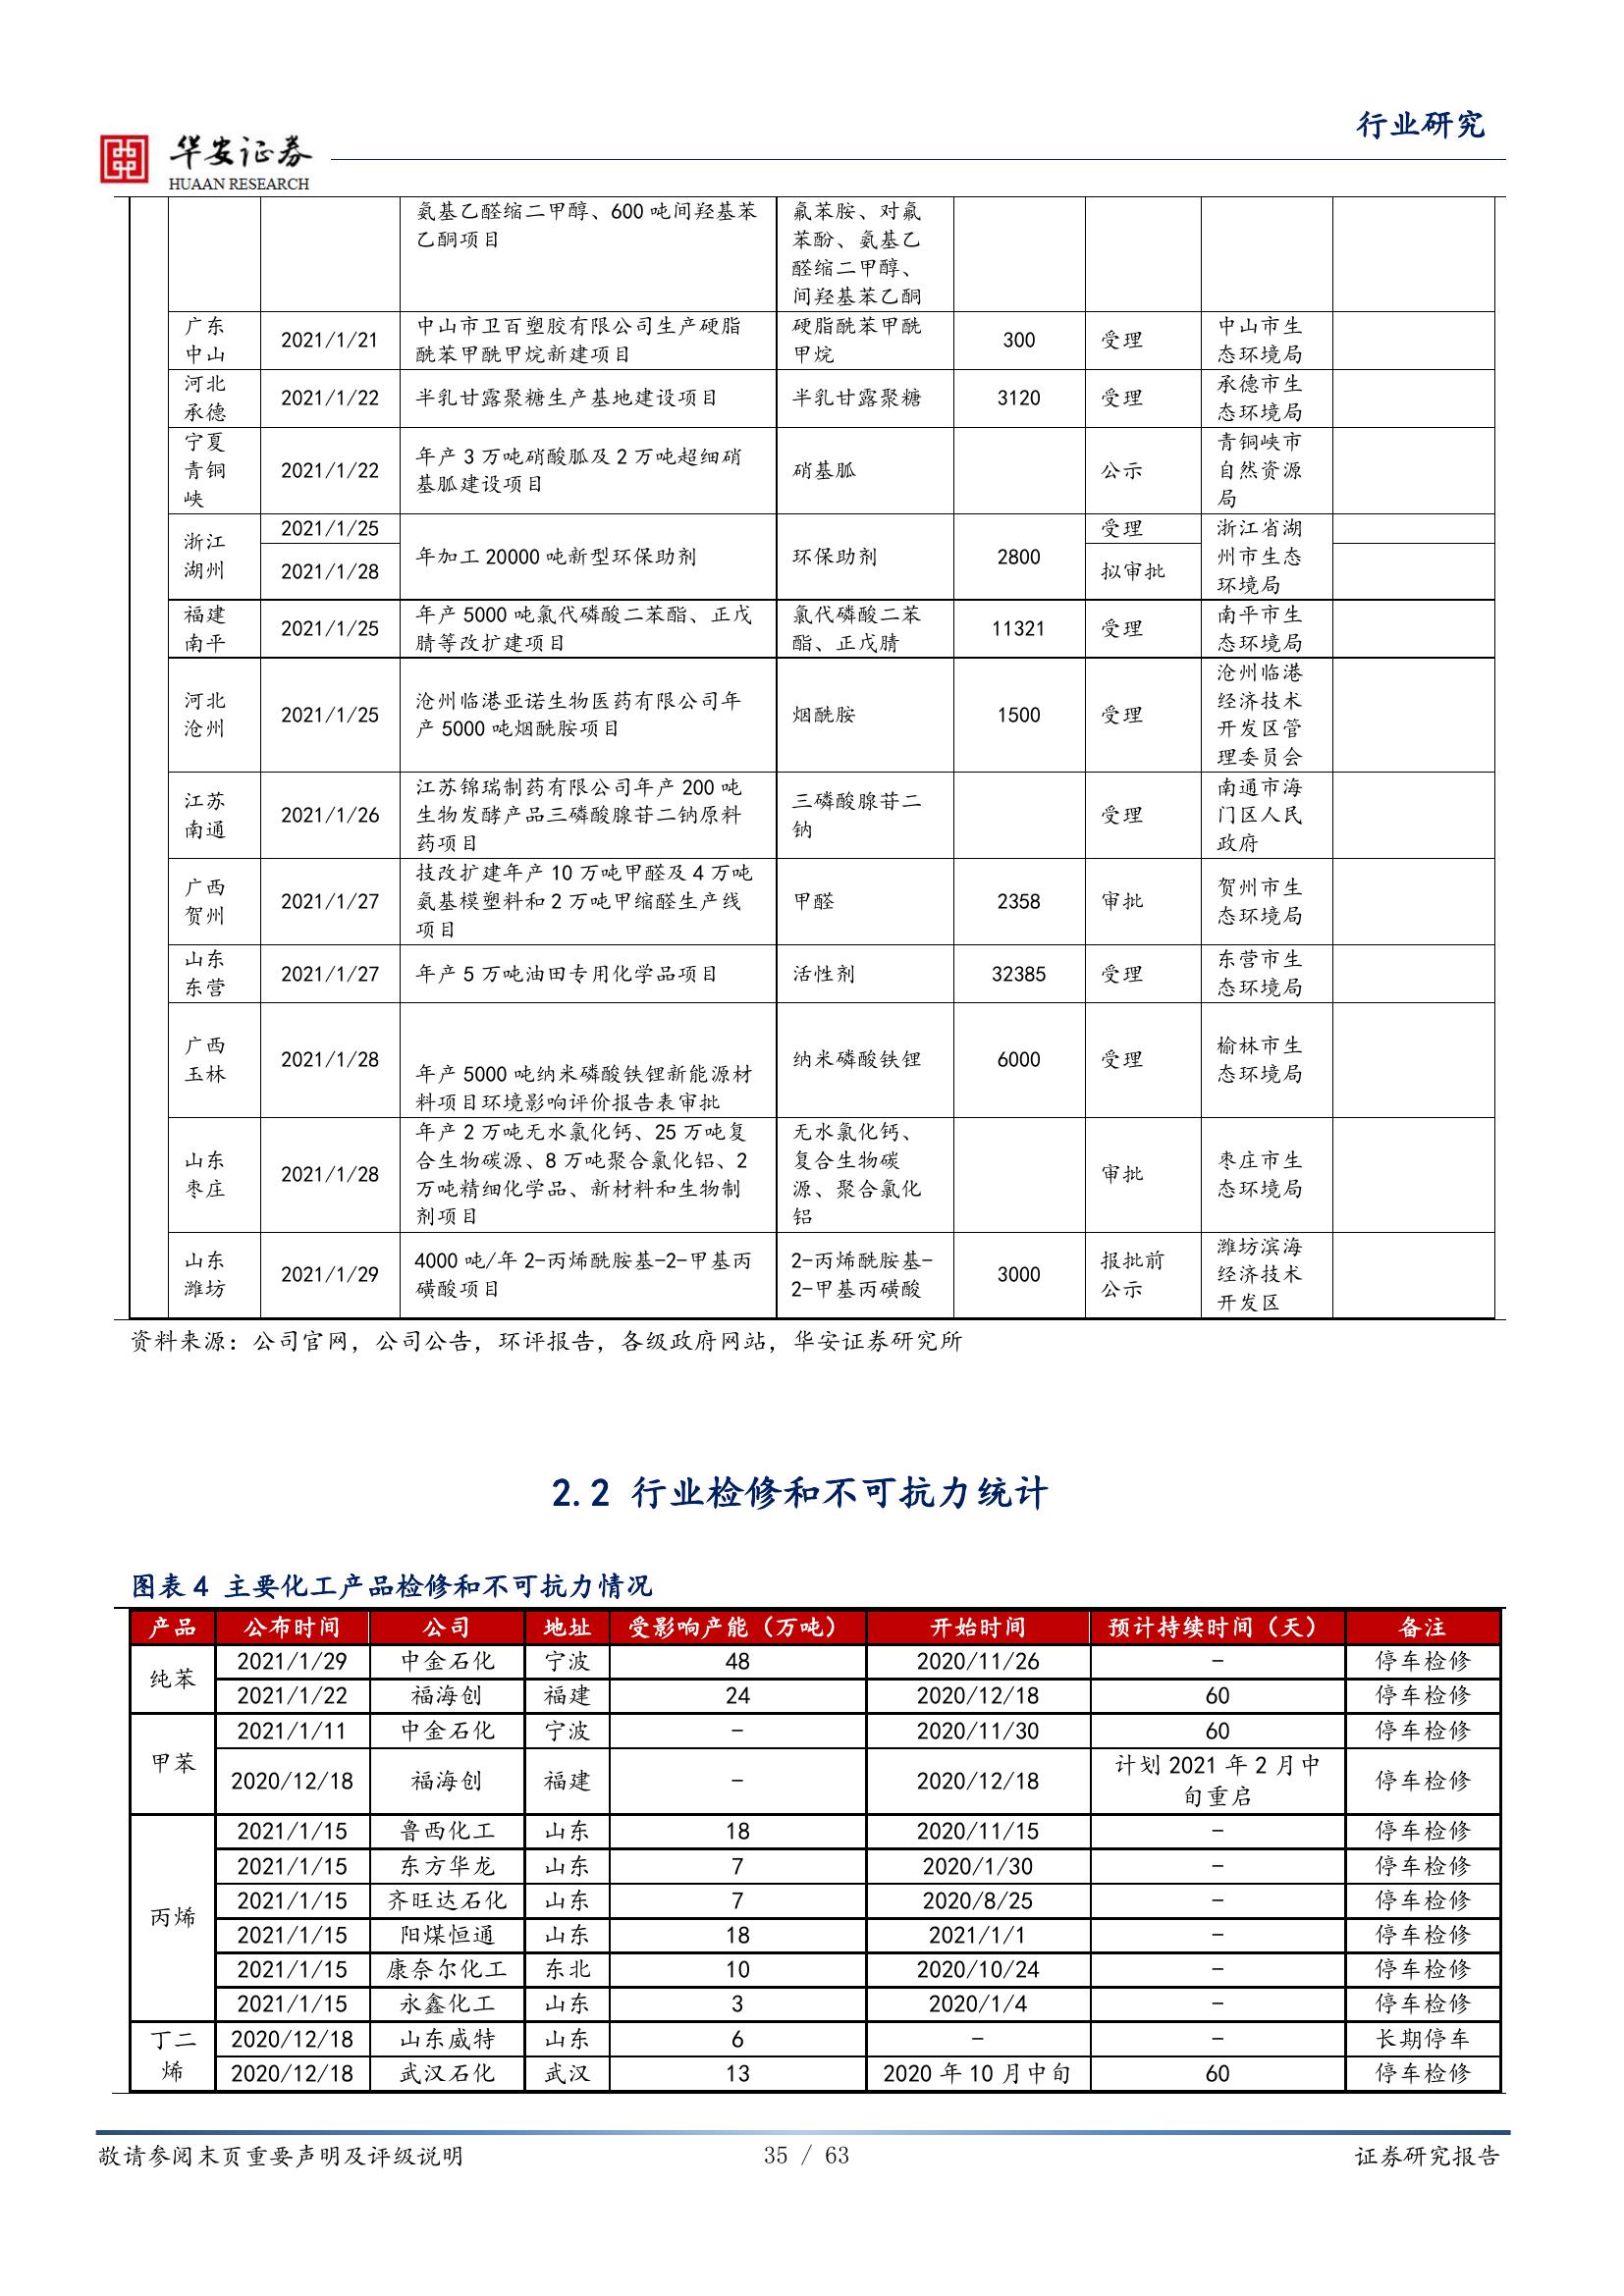 行业研究
华安证券
HUAAN RESEARCH
氨基乙醛缩二甲醇、600 吨间羟基苯
乙酮项目
氟苯胺、对氟
苯酚、氨基乙
醛缩二甲醇、
间羟基苯乙酮
广东
中山
2021/1/21
中山市卫百塑胶有限公司生产硬脂
酰苯甲酰甲烷新建项目
硬脂酰苯甲酰
甲烷
300
受理
中山市生
态环境局
河北
承德
2021/1/22
半乳甘露聚糖生产基地建设项目
半乳甘露聚糖
3120
受理
承德市生
态环境局
宁夏
青铜
峡
2021/1/22
年产 3 万吨硝酸胍及 2 万吨超细硝
基胍建设项目
硝基胍
公示
青铜峡市
自然资源
局
浙江
湖州
2021/1/25
2021/1/28
年加工 20000 吨新型环保助剂
环保助剂
2800
受理
拟审批
浙江省湖
州市生态
环境局
福建
南平
2021/1/25
年产 5000 吨氯代磷酸二苯酯、正戊
腈等改扩建项目
氯代磷酸二苯
酯、正戊腈
11321
受理
南平市生
态环境局
河北
沧州
2021/1/25
沧州临港亚诺生物医药有限公司年
产 5000 吨烟酰胺项目
烟酰胺
1500
受理
沧州临港
经济技术
开发区管
理委员会
江苏
南通
2021/1/26
江苏锦瑞制药有限公司年产 200 吨
生物发酵产品三磷酸腺苷二钠原料
药项目
三磷酸腺苷二
钠
受理
南通市海
门区人民
政府
广西
贺州
2021/1/27
技改扩建年产 10 万吨甲醛及 4 万吨
氨基模塑料和 2 万吨甲缩醛生产线
项目
甲醛
2358
审批
贺州市生
态环境局
山东
东营
2021/1/27
年产 5 万吨油田专用化学品项目
活性剂
32385
受理
东营市生
态环境局
广西
玉林
2021/1/28
年产 5000 吨纳米磷酸铁锂新能源材
料项目环境影响评价报告表审批
纳米磷酸铁锂
6000
受理
榆林市生
态环境局
山东
枣庄
2021/1/28
年产 2 万吨无水氯化钙、25 万吨复
合生物碳源、8 万吨聚合氯化铝、2
万吨精细化学品、新材料和生物制
剂项目
无水氯化钙、
复合生物碳
源、聚合氯化
铝
审批
枣庄市生
态环境局
山东
潍坊
2021/1/29
4000 吨/年 2-丙烯酰胺基-2-甲基丙
磺酸项目
2-丙烯酰胺基-
2-甲基丙磺酸
3000
报批前
公示
潍坊滨海
经济技术
开发区
资料来源：公司官网，公司公告，环评报告，各级政府网站，华安证券研究所
2.2 行业检修和不可抗力统计
图表 4 主要化工产品检修和不可抗力情况
产品 公布时间 公司 地址 受影响产能（万吨） 开始时间 预计持续时间（天） 备注
纯苯
2021/1/29 中金石化 宁波 48 2020/11/26 - 停车检修
2021/1/22 福海创 福建 24 2020/12/18 60 停车检修
甲苯
2021/1/11 中金石化 宁波 - 2020/11/30 60 停车检修
2020/12/18 福海创 福建 - 2020/12/18 计划 2021 年 2 月中
旬重启 停车检修
丙烯
2021/1/15 鲁西化工 山东 18 2020/11/15 - 停车检修
2021/1/15 东方华龙 山东 7 2020/1/30 - 停车检修
2021/1/15 齐旺达石化 山东 7 2020/8/25 - 停车检修
2021/1/15 阳煤恒通 山东 18 2021/1/1 - 停车检修
2021/1/15 康奈尔化工 东北 10 2020/10/24 - 停车检修
2021/1/15 永鑫化工 山东 3 2020/1/4 - 停车检修
丁二
烯
2020/12/18 山东威特 山东 6 - - 长期停车
2020/12/18 武汉石化 武汉 13 2020 年 10 月中旬 60 停车检修
敬请参阅末页重要声明及评级说明 35 / 63 证券研究报告